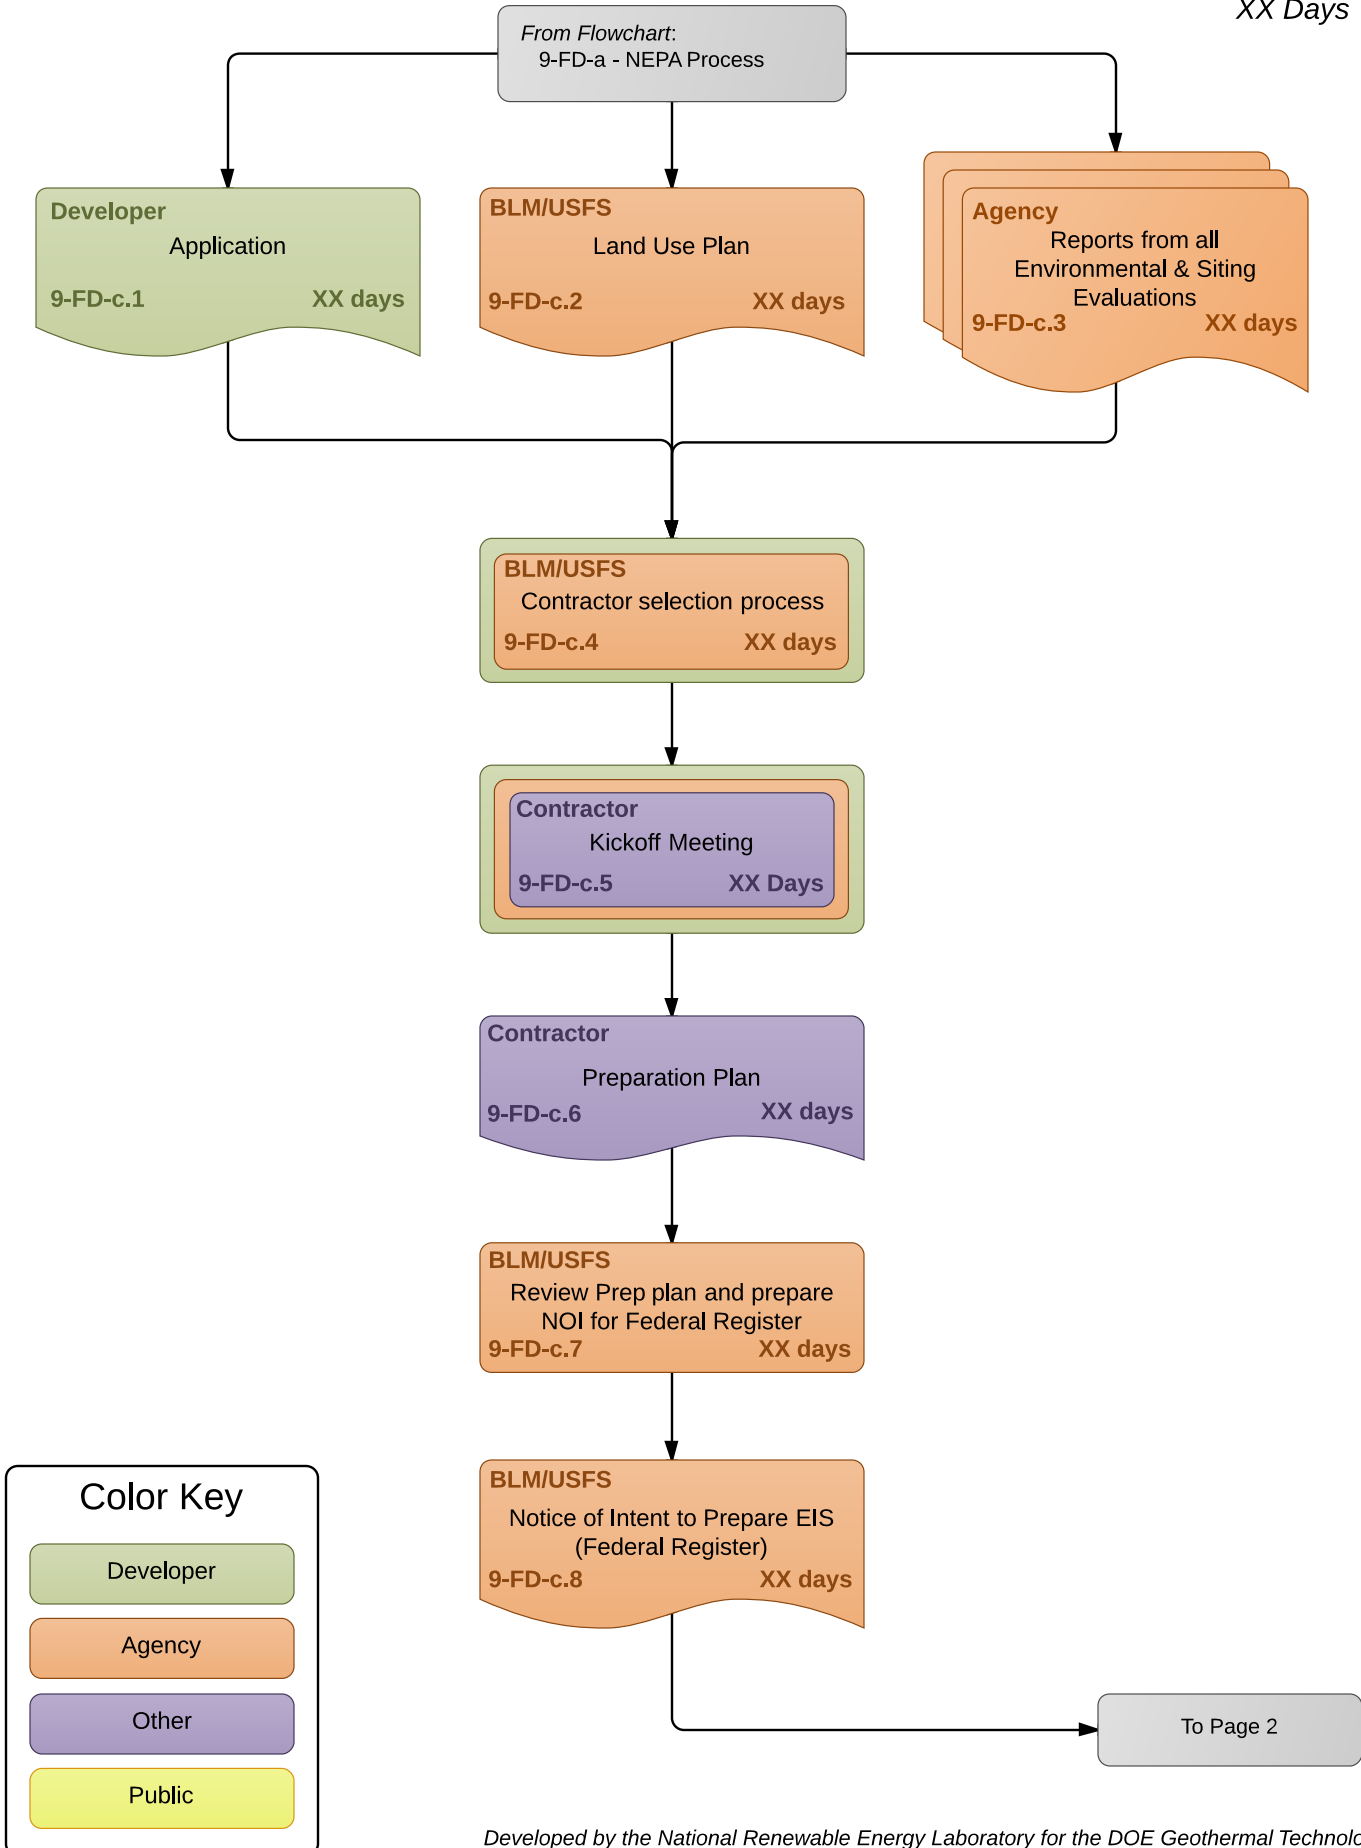 XX Days
From Flowchart:
9-FD-a - NEPA Process
Developer
Application
9-FD-c.1 XX days
BLM/USFS
Land Use Plan
9-FD-c.2 XX days
Agency
Reports from all
Environmental & Siting
Evaluations
9-FD-c.3 XX days
BLM/USFS
Contractor selection process
9-FD-c.4 XX days
Contractor
Kickoff Meeting
9-FD-c.5 XX Days
Contractor
Preparation Plan
9-FD-c.6 XX days
BLM/USFS
Review Prep plan and prepare
NOI for Federal Register
9-FD-c.7 XX days
BLM/USFS
Notice of Intent to Prepare EIS
(Federal Register)
9-FD-c.8 XX days
To Page 2
Color Key
Developer
Agency
Other
Public
Developed by the National Renewable Energy Laboratory for the DOE Geothermal